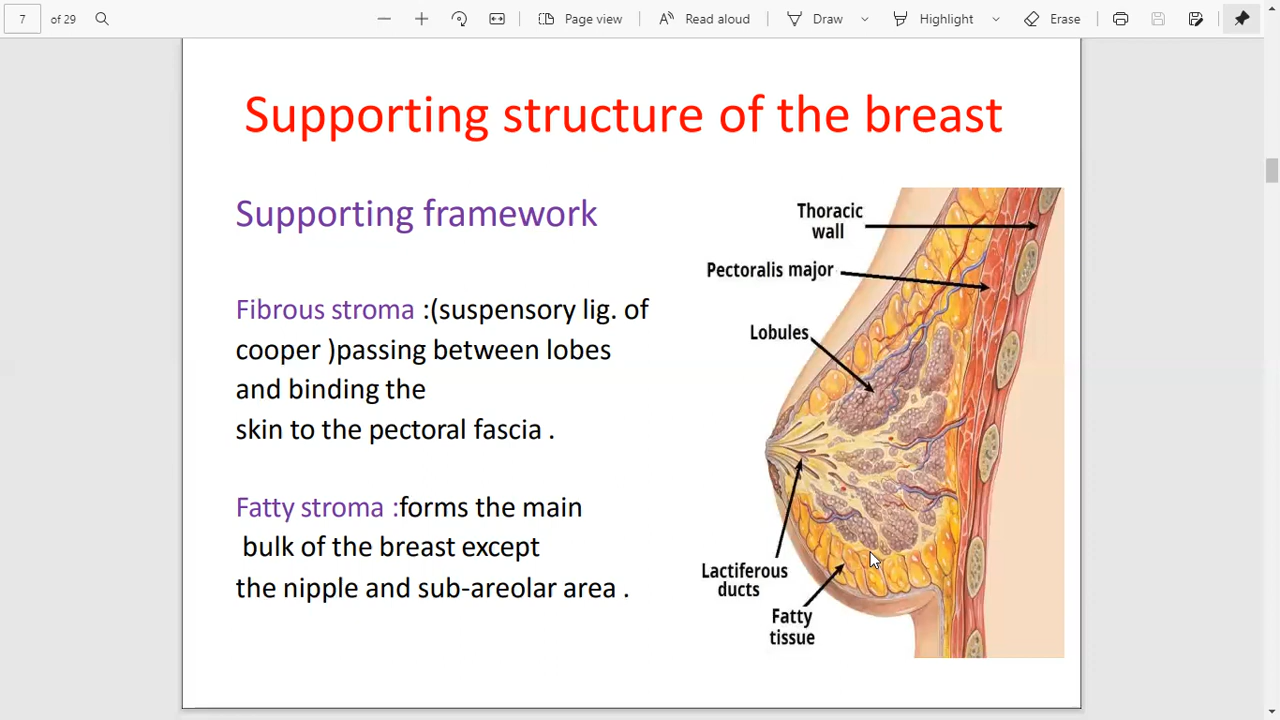 7 of 29 Page view Read aloud Draw Highlight Erase
Supporting structure of the breast
Supporting framework
Fibrous stroma :(suspensory lig. of
cooper )passing between lobes
and binding the
skin to the pectoral fascia .
Fatty stroma :forms the main
bulk of the breast except
the nipple and sub-areolar area .
Thoracic
wall
Pectoralis major
Lobules
Lactiferous
ducts
Fatty
tissue